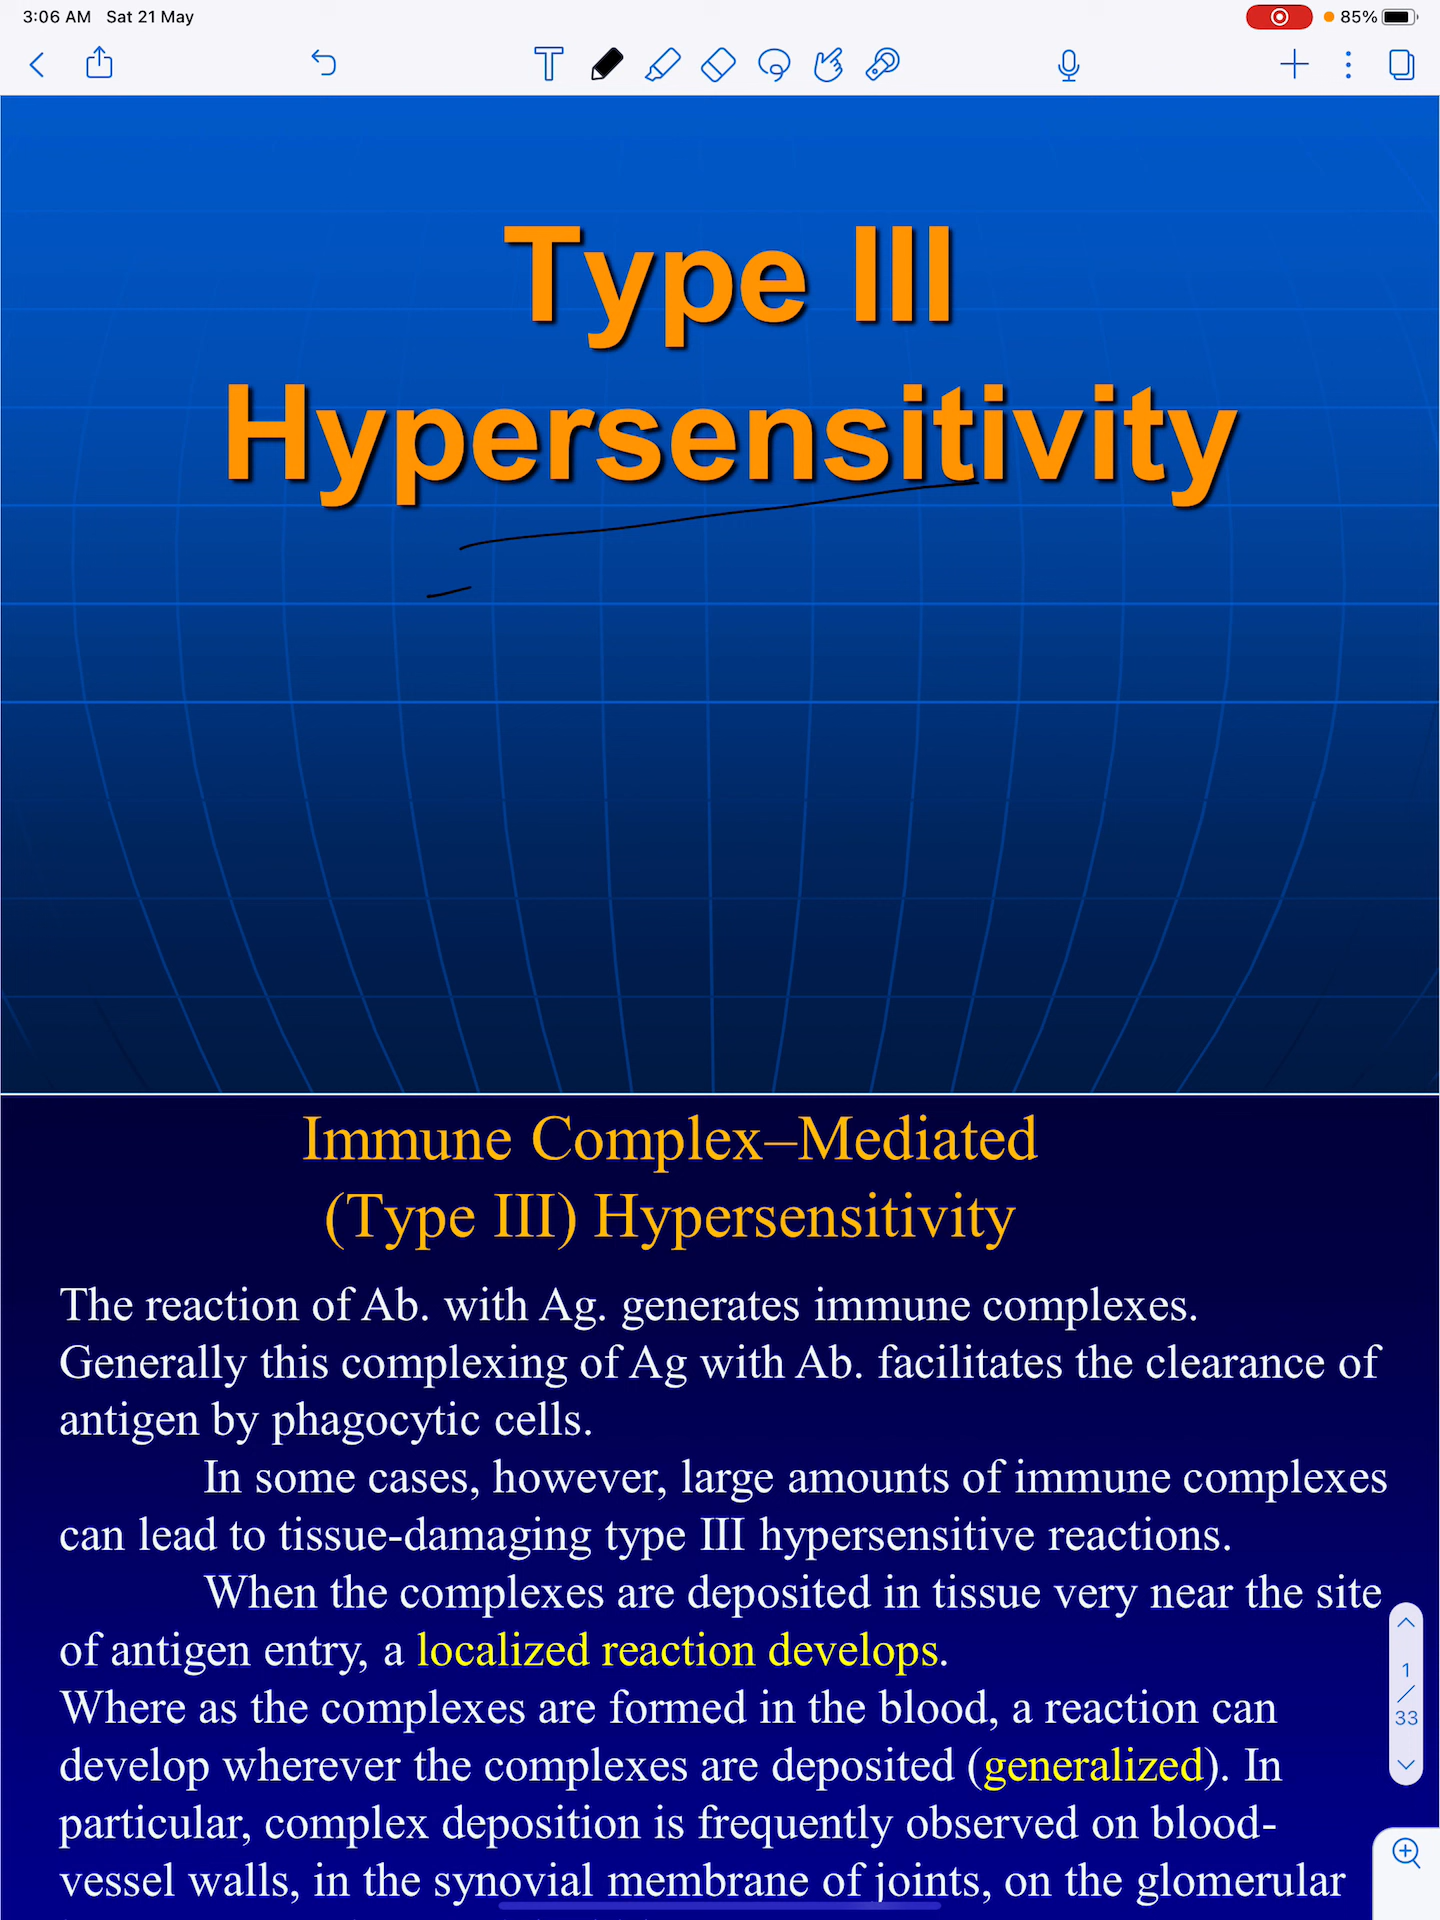 3:06 AM Sat 21 May
85%
Type III
Hypersensitivity
Immune Complex–Mediated
(Type III) Hypersensitivity
The reaction of Ab. with Ag. generates immune complexes.
Generally this complexing of Ag with Ab. facilitates the clearance of
antigen by phagocytic cells.
In some cases, however, large amounts of immune complexes
can lead to tissue-damaging type III hypersensitive reactions.
When the complexes are deposited in tissue very near the site
of antigen entry, a localized reaction develops.
Where as the complexes are formed in the blood, a reaction can
develop wherever the complexes are deposited (generalized). In
particular, complex deposition is frequently observed on blood-
vessel walls, in the synovial membrane of joints, on the glomerular
1
/
33